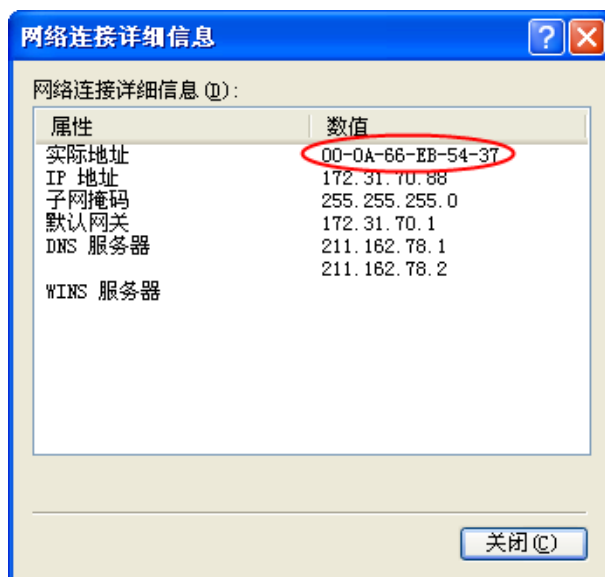 网络连接详细信息
网络连接详细信息(D):
属性 数值
实际地址 00-0A-66-EB-54-37
IP 地址 172.31.70.88
子网掩码 255.255.255.0
默认网关 172.31.70.1
DNS 服务器 211.162.78.1
211.162.78.2
WINS 服务器
关闭(C)